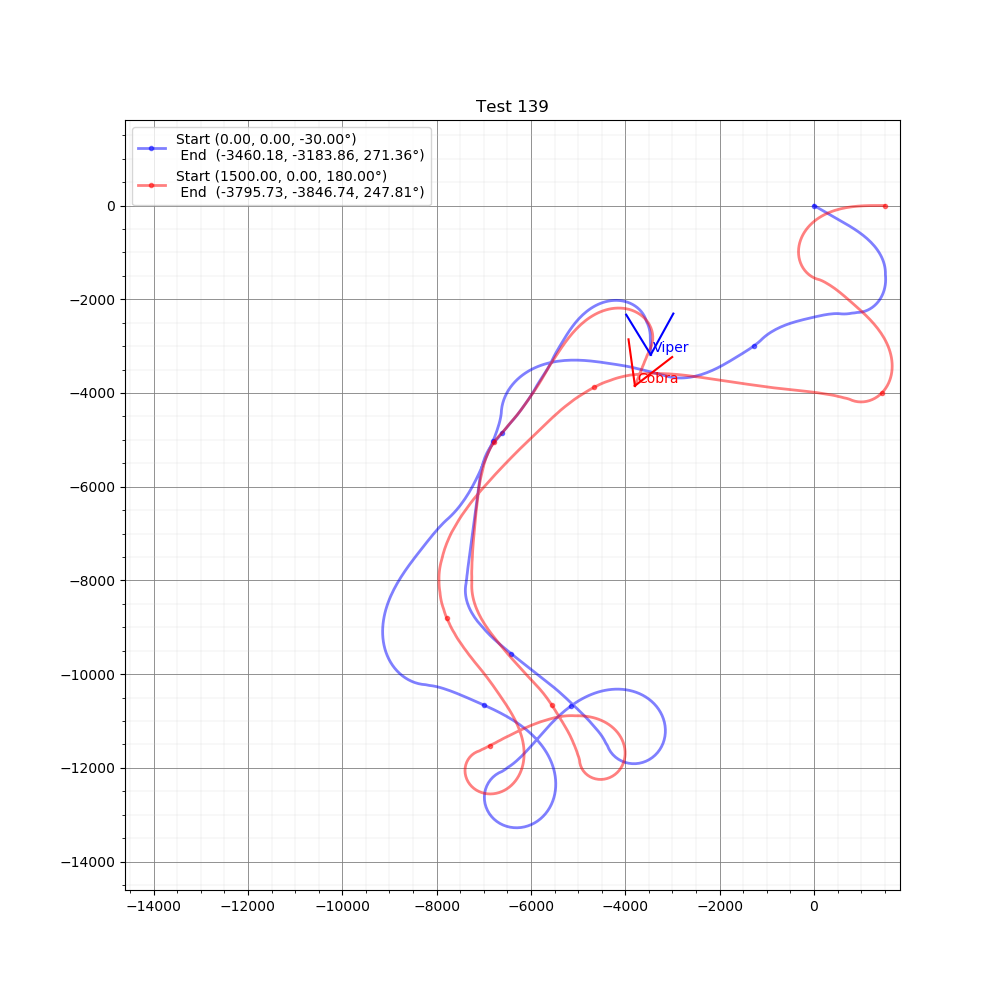 Test 139
Start (0.00, 0.00, -30.00°)
End  (-3460.18, -3183.86, 271.36°)
Start (1500.00, 0.00, 180.00°)
End  (-3795.73, -3846.74, 247.81°)
0
−2000
−4000
−6000
−8000
−10000
−12000
−14000
Viper
Cobra
−14000 −12000 −10000 −8000 −6000 −4000 −2000 0